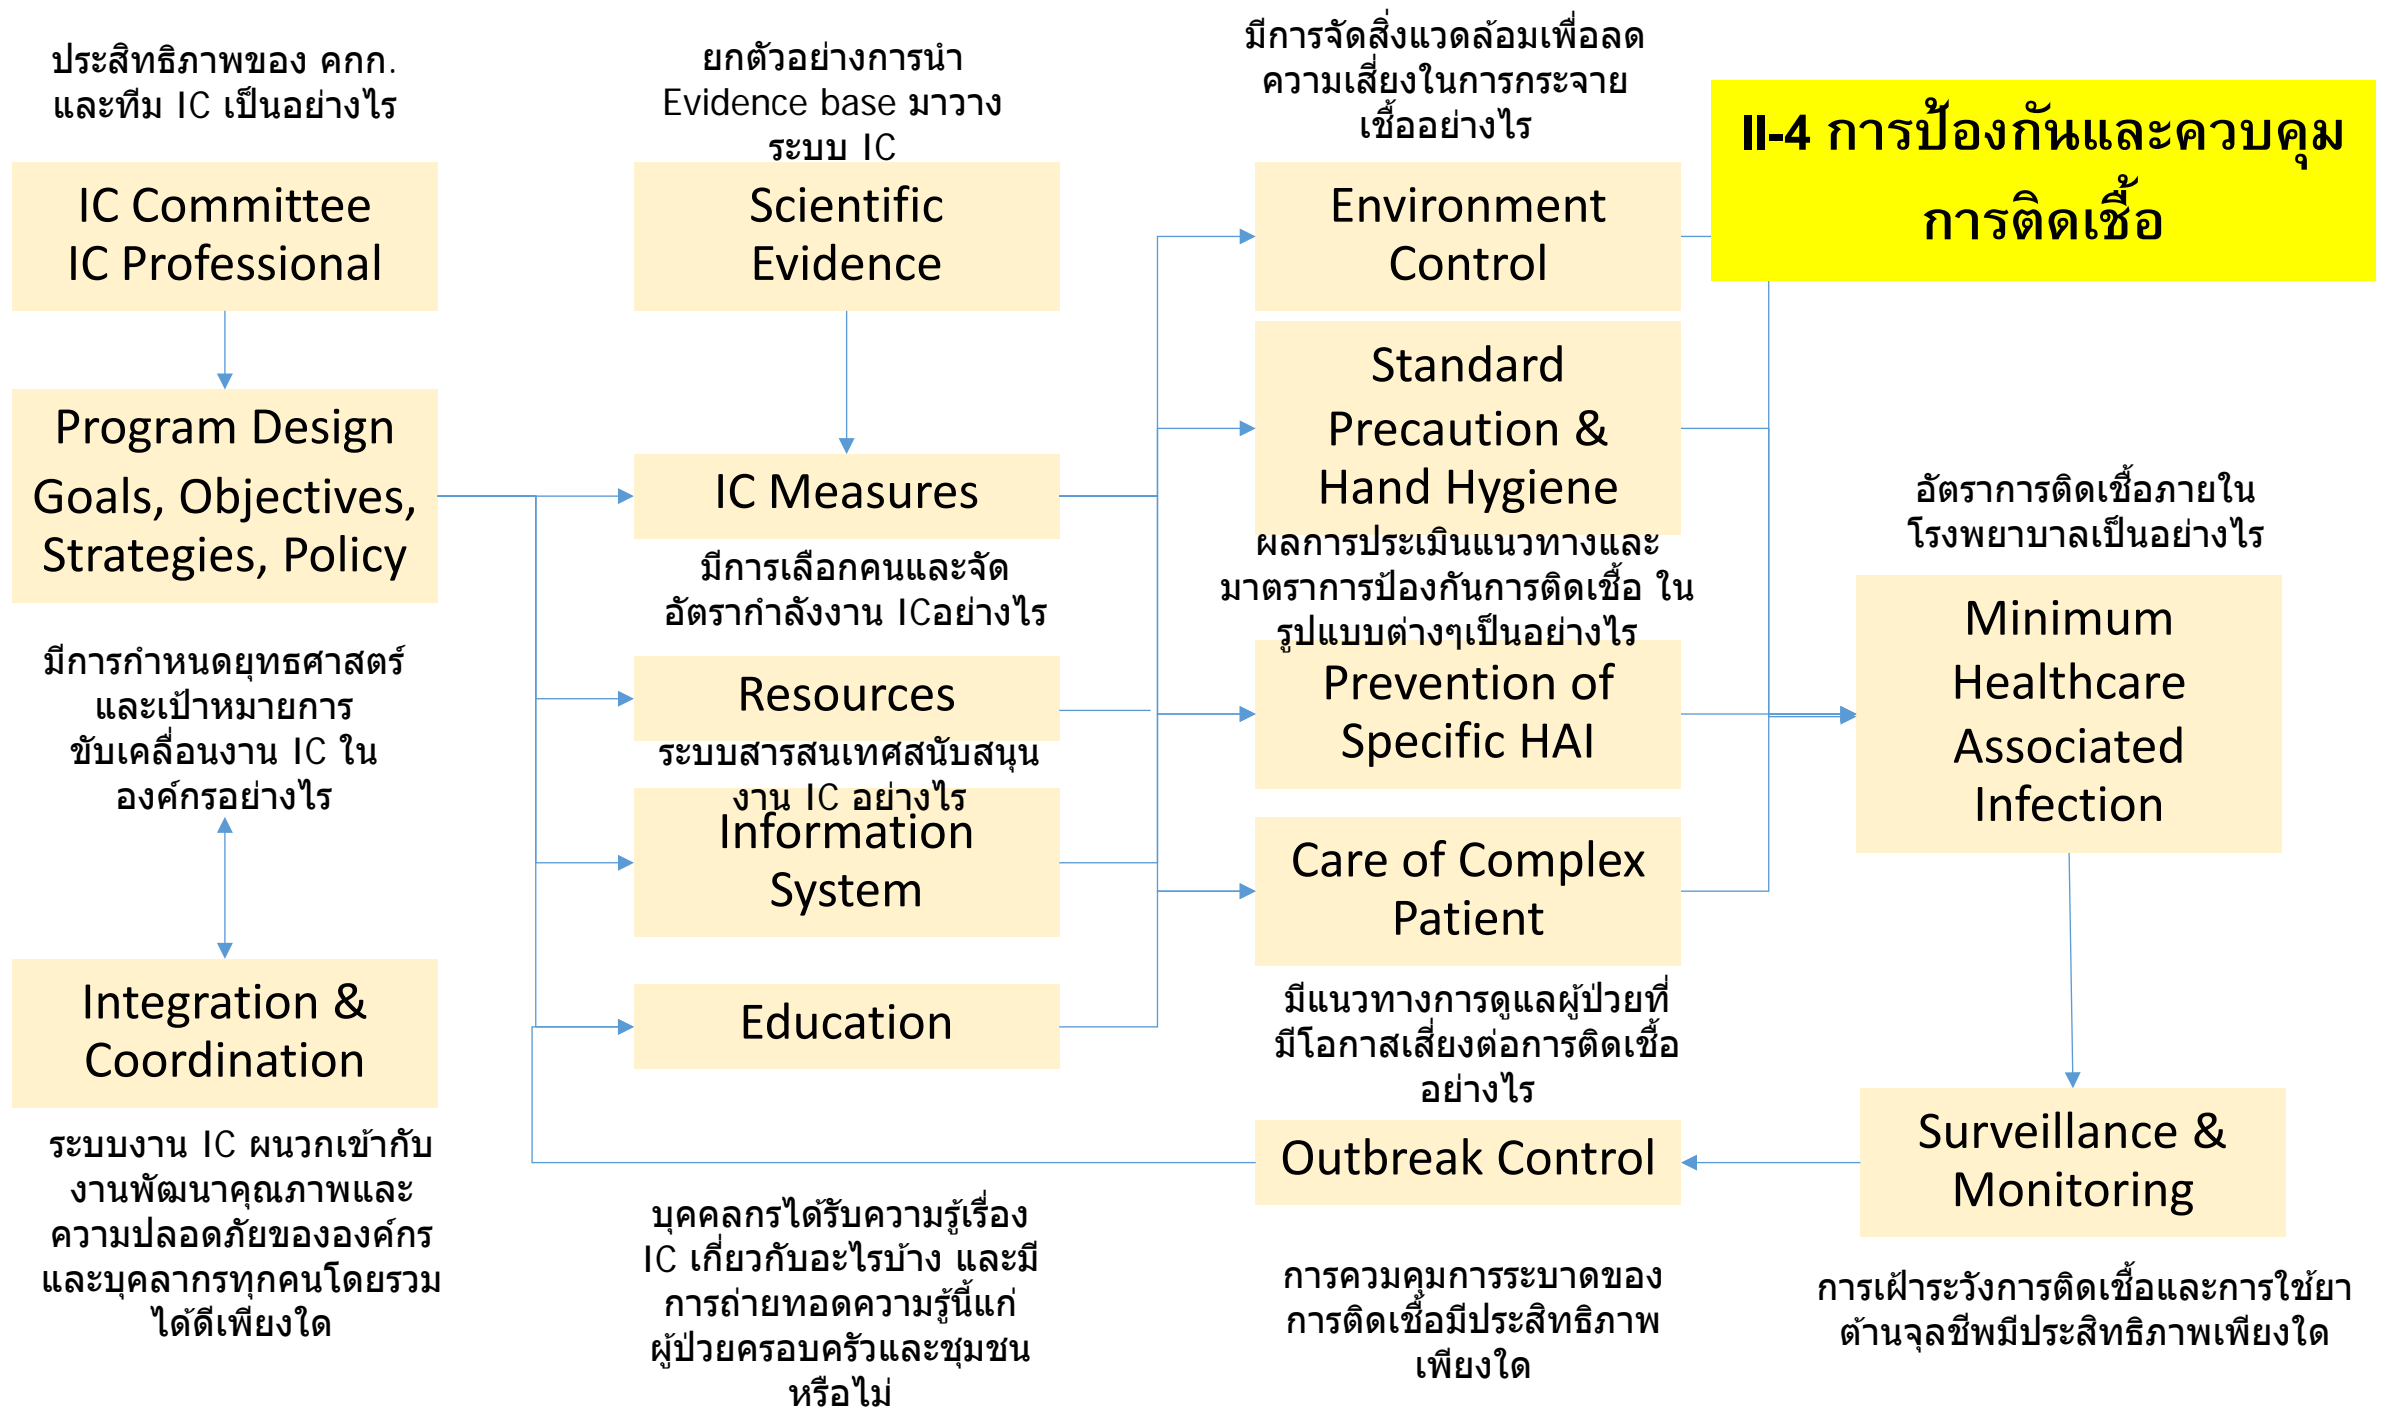 ประสิทธิภาพของ คกก.
และทีม IC เป็นอย่างไร
IC Committee
IC Professional
Program Design
Goals, Objectives,
Strategies, Policy
มีการกำหนดยุทธศาสตร์
และเป้าหมายการ
ขับเคลื่อนงาน IC ใน
องค์กรอย่างไร
Integration &
Coordination
ระบบงาน IC ผนวกเข้ากับ
งานพัฒนาคุณภาพและ
ความปลอดภัยขององค์กร
และบุคลากรทุกคนโดยรวม
ได้ดีเพียงใด
ยกตัวอย่างการนำ
Evidence base มาวาง
ระบบ IC
Scientific
Evidence
IC Measures
มีการเลือกคนและจัด
อัตรากำลังงาน ICอย่างไร
Resources
ระบบสารสนเทศสนับสนุน
งาน IC อย่างไร
Information
System
Education
บุคคลกรได้รับความรู้เรื่อง
IC เกี่ยวกับอะไรบ้าง และมี
การถ่ายทอดความรู้นี้แก่
ผู้ป่วยครอบครัวและชุมชน
หรือไม่
มีการจัดสิ่งแวดล้อมเพื่อลด
ความเสี่ยงในการกระจาย
เชื้ออย่างไร
Environment
Control
Standard
Precaution &
Hand Hygiene
ผลการประเมินแนวทางและ
มาตราการป้องกันการติดเชื้อ ใน
รูปแบบต่างๆเป็นอย่างไร
Prevention of
Specific HAI
Care of Complex
Patient
มีแนวทางการดูแลผู้ป่วยที่
มีโอกาสเสี่ยงต่อการติดเชื้อ
อย่างไร
Outbreak Control
การควมคุมการระบาดของ
การติดเชื้อมีประสิทธิภาพ
เพียงใด
II-4 การป้องกันและควบคุม
การติดเชื้อ
อัตราการติดเชื้อภายใน
โรงพยาบาลเป็นอย่างไร
Minimum
Healthcare
Associated
Infection
Surveillance &
Monitoring
การเฝ้าระวังการติดเชื้อและการใช้ยา
ต้านจุลชีพมีประสิทธิภาพเพียงใด